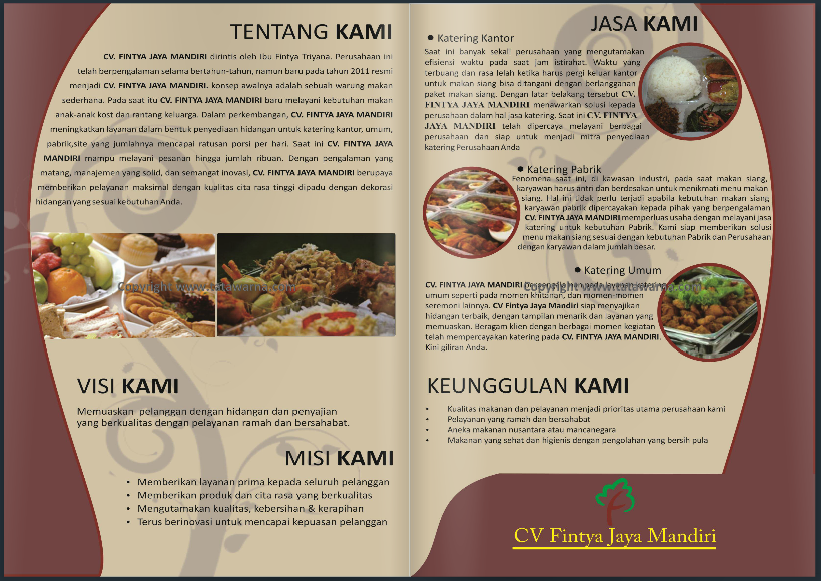 TENTANG KAMI
CV. FINTYA JAYA MANDIRI dirintis oleh Ibu Fintya Triyana. Perusahaan ini
telah berpengalaman selama bertahun-tahun, namun baru pada tahun 2011 resmi
menjadi CV. FINTYA JAYA MANDIRI. konsep awalnya adalah sebuah warung makan
sederhana. Pada saat itu CV. FINTYA JAYA MANDIRI baru melayani kebutuhan makan
anak-anak kost dan rantang keluarga. Dalam perkembangan, CV. FINTYA JAYA MANDIRI
meningkatkan layanan dalam bentuk penyediaan hidangan untuk katering kantor, umum,
pabrik,site yang jumlahnya mencapai ratusan porsi per hari. Saat ini CV. FINTYA JAYA
MANDIRI mampu melayani pesanan hingga jumlah ribuan. Dengan pengalaman yang
matang, manajemen yang solid, dan semangat inovasi, CV. FINTYA JAYA MANDIRI berupaya
memberikan pelayanan maksimal dengan kualitas cita rasa tinggi dipadu dengan dekorasi
hidangan yang sesuai kebutuhan Anda.
Copyright www.tatawarna.com
VISI KAMI
Memuaskan pelanggan dengan hidangan dan penyajian
yang berkualitas dengan pelayanan ramah dan bersahabat.
MISI KAMI
• Memberikan layanan prima kepada seluruh pelanggan
• Memberikan produk dan cita rasa yang berkualitas
• Mengutamakan kualitas, kebersihan & kerapihan
• Terus berinovasi untuk mencapai kepuasan pelanggan
JASA KAMI
• Katering Kantor
Saat ini banyak sekali perusahaan yang mengutamakan
efisiensi waktu pada saat jam istirahat. Waktu yang
terbuang dan rasa lelah ketika harus pergi keluar kantor
untuk makan siang bisa ditangani dengan berlangganan
paket makan siang. Dengan latar belakang tersebut CV.
FINTYA JAYA MANDIRI menawarkan solusi kepada
perusahaan dalam hal jasa katering. Saat ini CV. FINTYA
JAYA MANDIRI telah dipercaya melayani berbagai
perusahaan dan siap untuk menjadi mitra penyediaan
katering Perusahaan Anda
• Katering Pabrik
Fenomena saat ini, di kawasan industri, pada saat makan siang,
karyawan harus antri dan berdesakan untuk menikmati menu makan
siang. Hal ini tidak perlu terjadi apabila kebutuhan makan siang
karyawan pabrik dipercayakan kepada pihak yang berpengalaman
CV. FINTYA JAYA MANDIRI memperluas usaha dengan melayani jasa
katering untuk kebutuhan Pabrik. Kami siap memberikan solusi
menu makan siang sesuai dengan kebutuhan Pabrik dan Perusahaan
dengan karyawan dalam jumlah besar.
• Katering Umum
CV. FINTYA JAYA MANDIRI pada layanan katering
Copyright www.tatawarna.com
umum seperti pada momen khitanan, dan momen-momen
seremoni lainnya. CV Fintya Jaya Mandiri siap menyajikan
hidangan terbaik, dengan tampilan menarik dan layanan yang
memuaskan. Beragam klien dengan berbagai momen kegiatan
telah mempercayakan katering pada CV. FINTYA JAYA MANDIRI.
Kini giliran Anda.
KEUNGGULAN KAMI
• Kualitas makanan dan pelayanan menjadi prioritas utama perusahaan kami
• Pelayanan yang ramah dan bersahabat
• Aneka makanan nusantara atau mancanegara
• Makanan yang sehat dan higienis dengan pengolahan yang bersih pula
CV Fintya Jaya Mandiri